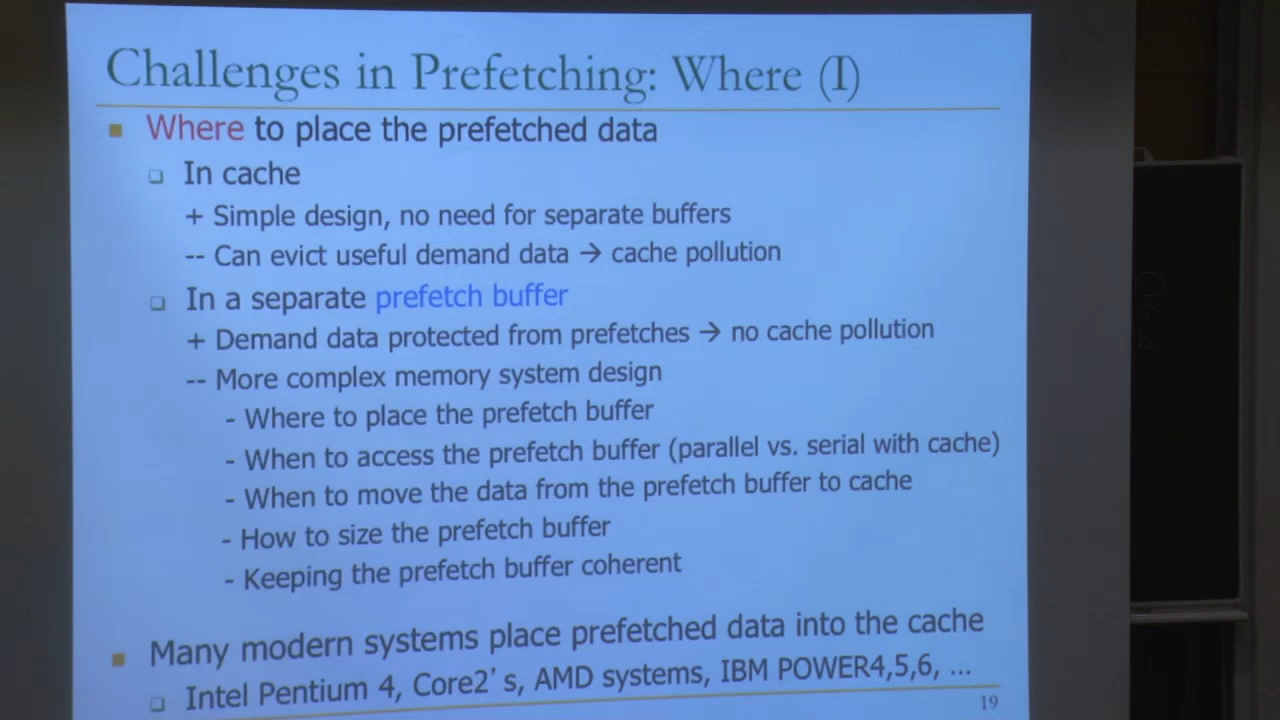 Challenges in Prefetching: Where (I)
■ Where to place the prefetched data
❑ In cache
+ Simple design, no need for separate buffers
-- Can evict useful demand data → cache pollution
❑ In a separate prefetch buffer
+ Demand data protected from prefetches → no cache pollution
-- More complex memory system design
- Where to place the prefetch buffer
- When to access the prefetch buffer (parallel vs. serial with cache)
- When to move the data from the prefetch buffer to cache
- How to size the prefetch buffer
- Keeping the prefetch buffer coherent
■ Many modern systems place prefetched data into the cache
❑ Intel Pentium 4, Core2's, AMD systems, IBM POWER4,5,6, ...
19